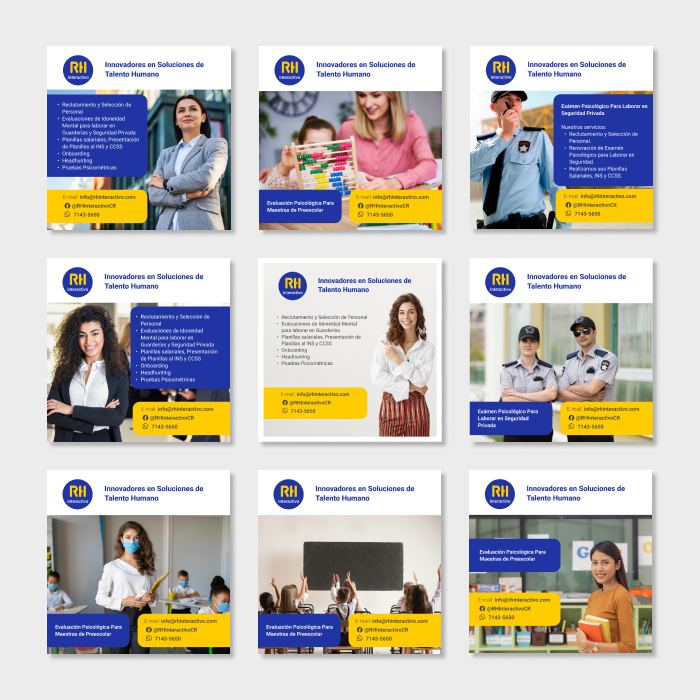 RH
Interactivo
Innovadores en Soluciones de
Talento Humano
• Reclutamiento y Selección de
Personal
• Evaluaciones de Idoneidad
Mental para laborar en
Guarderías y Seguridad Privada
• Planillas salariales, Presentación
de Planillas al INS y CCSS
• Onboarding
• Headhunting
• Pruebas Psicométricas
E-mail: info@rhinteractivo.com
@RHInteractivoCR
7143-5650
RH
Interactivo
Innovadores en Soluciones de
Talento Humano
Evaluación Psicológica Para
Maestras de Preescolar
E-mail: info@rhinteractivo.com
@RHInteractivoCR
7143-5650
RH
Interactivo
Innovadores en Soluciones de
Talento Humano
Exámen Psicológico Para Laborar en
Seguridad Privada
Nuestros servicios:
• Reclutamiento y Selección de
Personal.
• Renovación de Exámén
Psicológico para Laborar en
Seguridad.
• Realizamos sus Planillas
Salariales, INS y CCSS
E-mail: info@rhinteractivo.com
@RHInteractivoCR
7143-5650
RH
Interactivo
Innovadores en Soluciones de
Talento Humano
• Reclutamiento y Selección de
Personal
• Evaluaciones de Idoneidad
Mental para laborar en
Guarderías y Seguridad Privada
• Planillas salariales, Presentación
de Planillas al INS y CCSS
• Onboarding
• Headhunting
• Pruebas Psicométricas
E-mail: info@rhinteractivo.com
@RHInteractivoCR
7143-5650
RH
Interactivo
Innovadores en Soluciones de
Talento Humano
• Reclutamiento y Selección de Personal
• Evaluaciones de Idoneidad Mental
para laborar en Guarderías
• Planillas salariales, Presentación de
Planillas al INS y CCSS
• Onboarding
• Headhunting
• Pruebas Psicométricas
E-mail: info@rhinteractivo.com
@RHInteractivoCR
7143-5650
RH
Interactivo
Innovadores en Soluciones de
Talento Humano
Exámen Psicológico Para
Laborar en Seguridad
Privada
E-mail: info@rhinteractivo.com
@RHInteractivoCR
7143-5650
RH
Interactivo
Innovadores en Soluciones de
Talento Humano
Evaluación Psicológica Para
Maestras de Preescolar
E-mail: info@rhinteractivo.com
@RHInteractivoCR
7143-5650
RH
Interactivo
Innovadores en Soluciones de
Talento Humano
Evaluación Psicológica Para
Maestras de Preescolar
E-mail: info@rhinteractivo.com
@RHInteractivoCR
7143-5650
RH
Interactivo
Innovadores en Soluciones de
Talento Humano
Evaluación Psicológica Para
Maestras de Preescolar
G
E-mail: info@rhinteractivo.com
@RHInteractivoCR
7143-5650